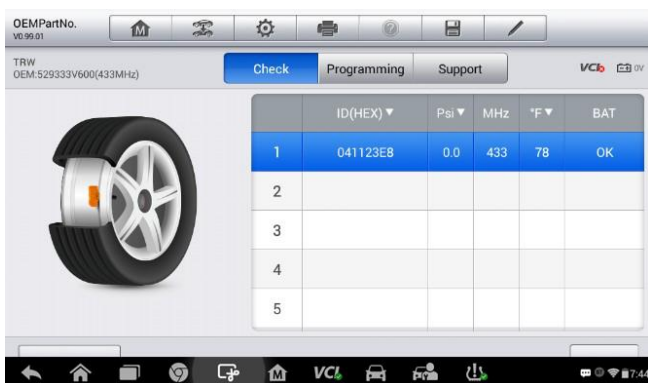 OEMPartNo.
V0.99.01
TRW
OEM:529333V600(433MHz)
Check Programming Support
VCI 0V
ID(HEX) Psi MHz °F BAT
1 041123E8 0.0 433 78 OK
2
3
4
5
VCI 7:44